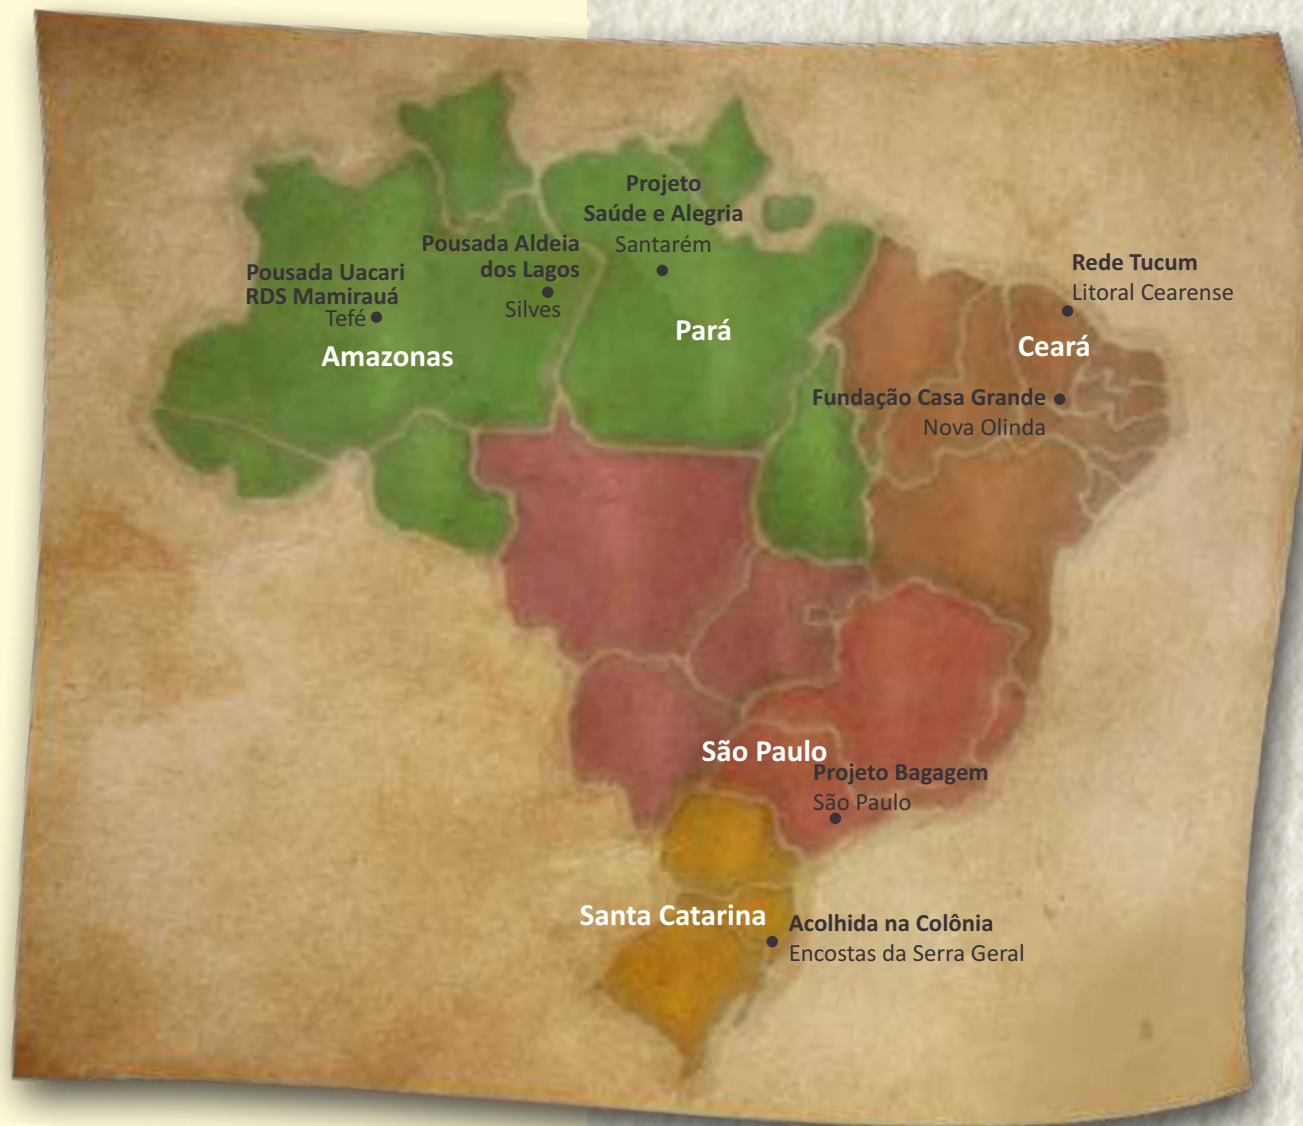 Projeto
Saúde e Alegria
Santarém
Pousada Aldeia
dos Lagos
Silves
Pousada Uacari
RDS Mamirauá
Tefé
Amazonas
Pará
Rede Tucum
Litoral Cearense
Ceará
Fundação Casa Grande
Nova Olinda
São Paulo
Projeto Bagagem
São Paulo
Santa Catarina
Acolhida na Colônia
Encostas da Serra Geral